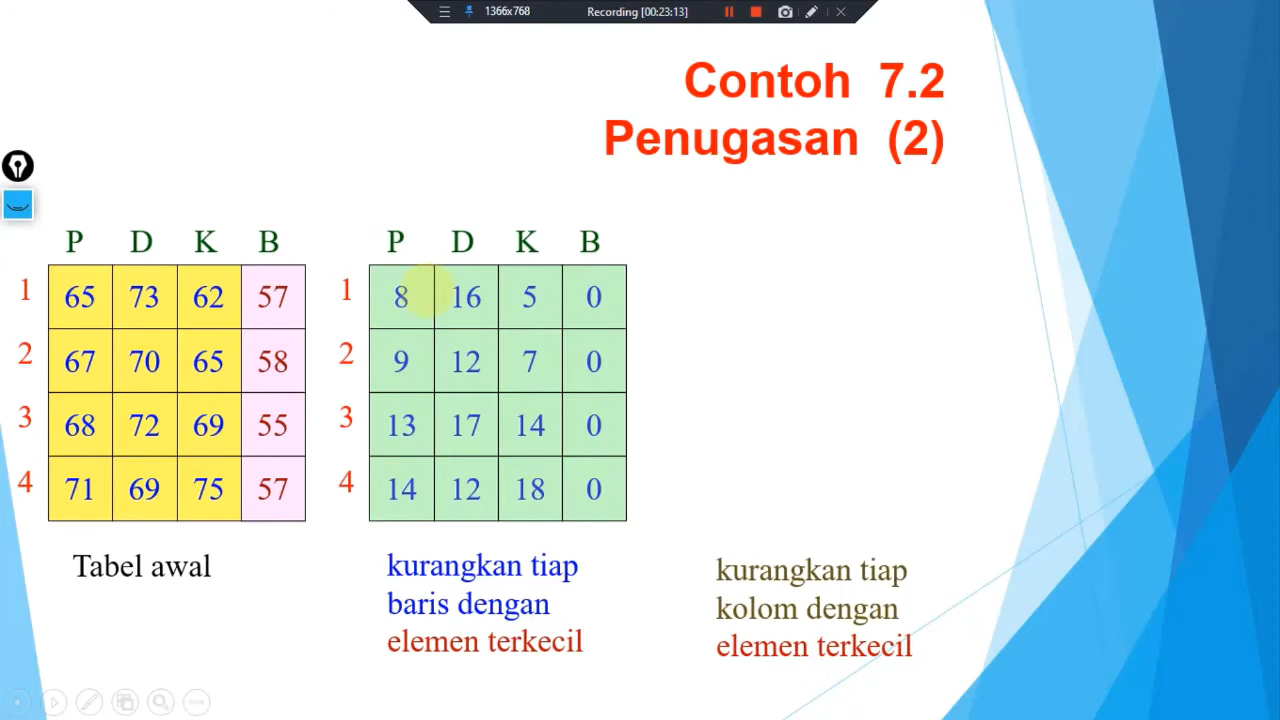 1366x768 Recording [00:23:13]
Contoh 7.2
Penugasan (2)
P D K B
1 65 73 62 57
2 67 70 65 58
3 68 72 69 55
4 71 69 75 57
Tabel awal
P D K B
1 8 16 5 0
2 9 12 7 0
3 13 17 14 0
4 14 12 18 0
kurangkan tiap
baris dengan
elemen terkecil
kurangkan tiap
kolom dengan
elemen terkecil